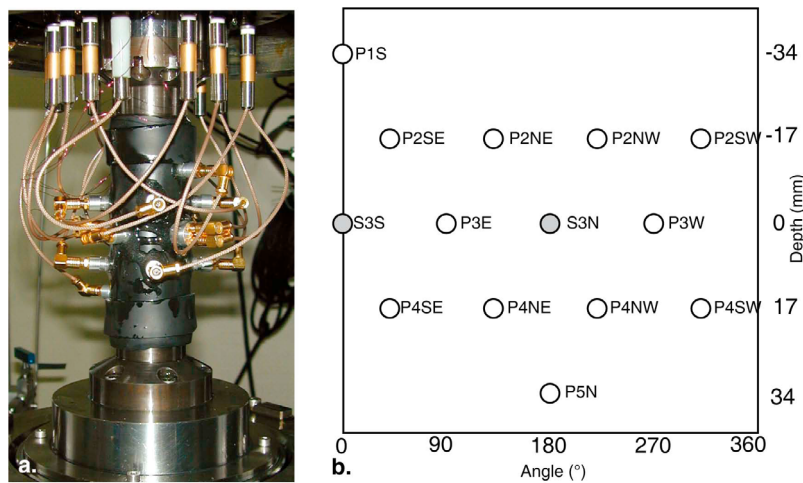 P1S
-34
P2SE
P2NE
P2NW
P2SW
-17
S3S
P3E
S3N
P3W
0
Depth (mm)
P4SE
P4NE
P4NW
P4SW
17
P5N
34
0
90
180
270
360
Angle (°)
a.
b.